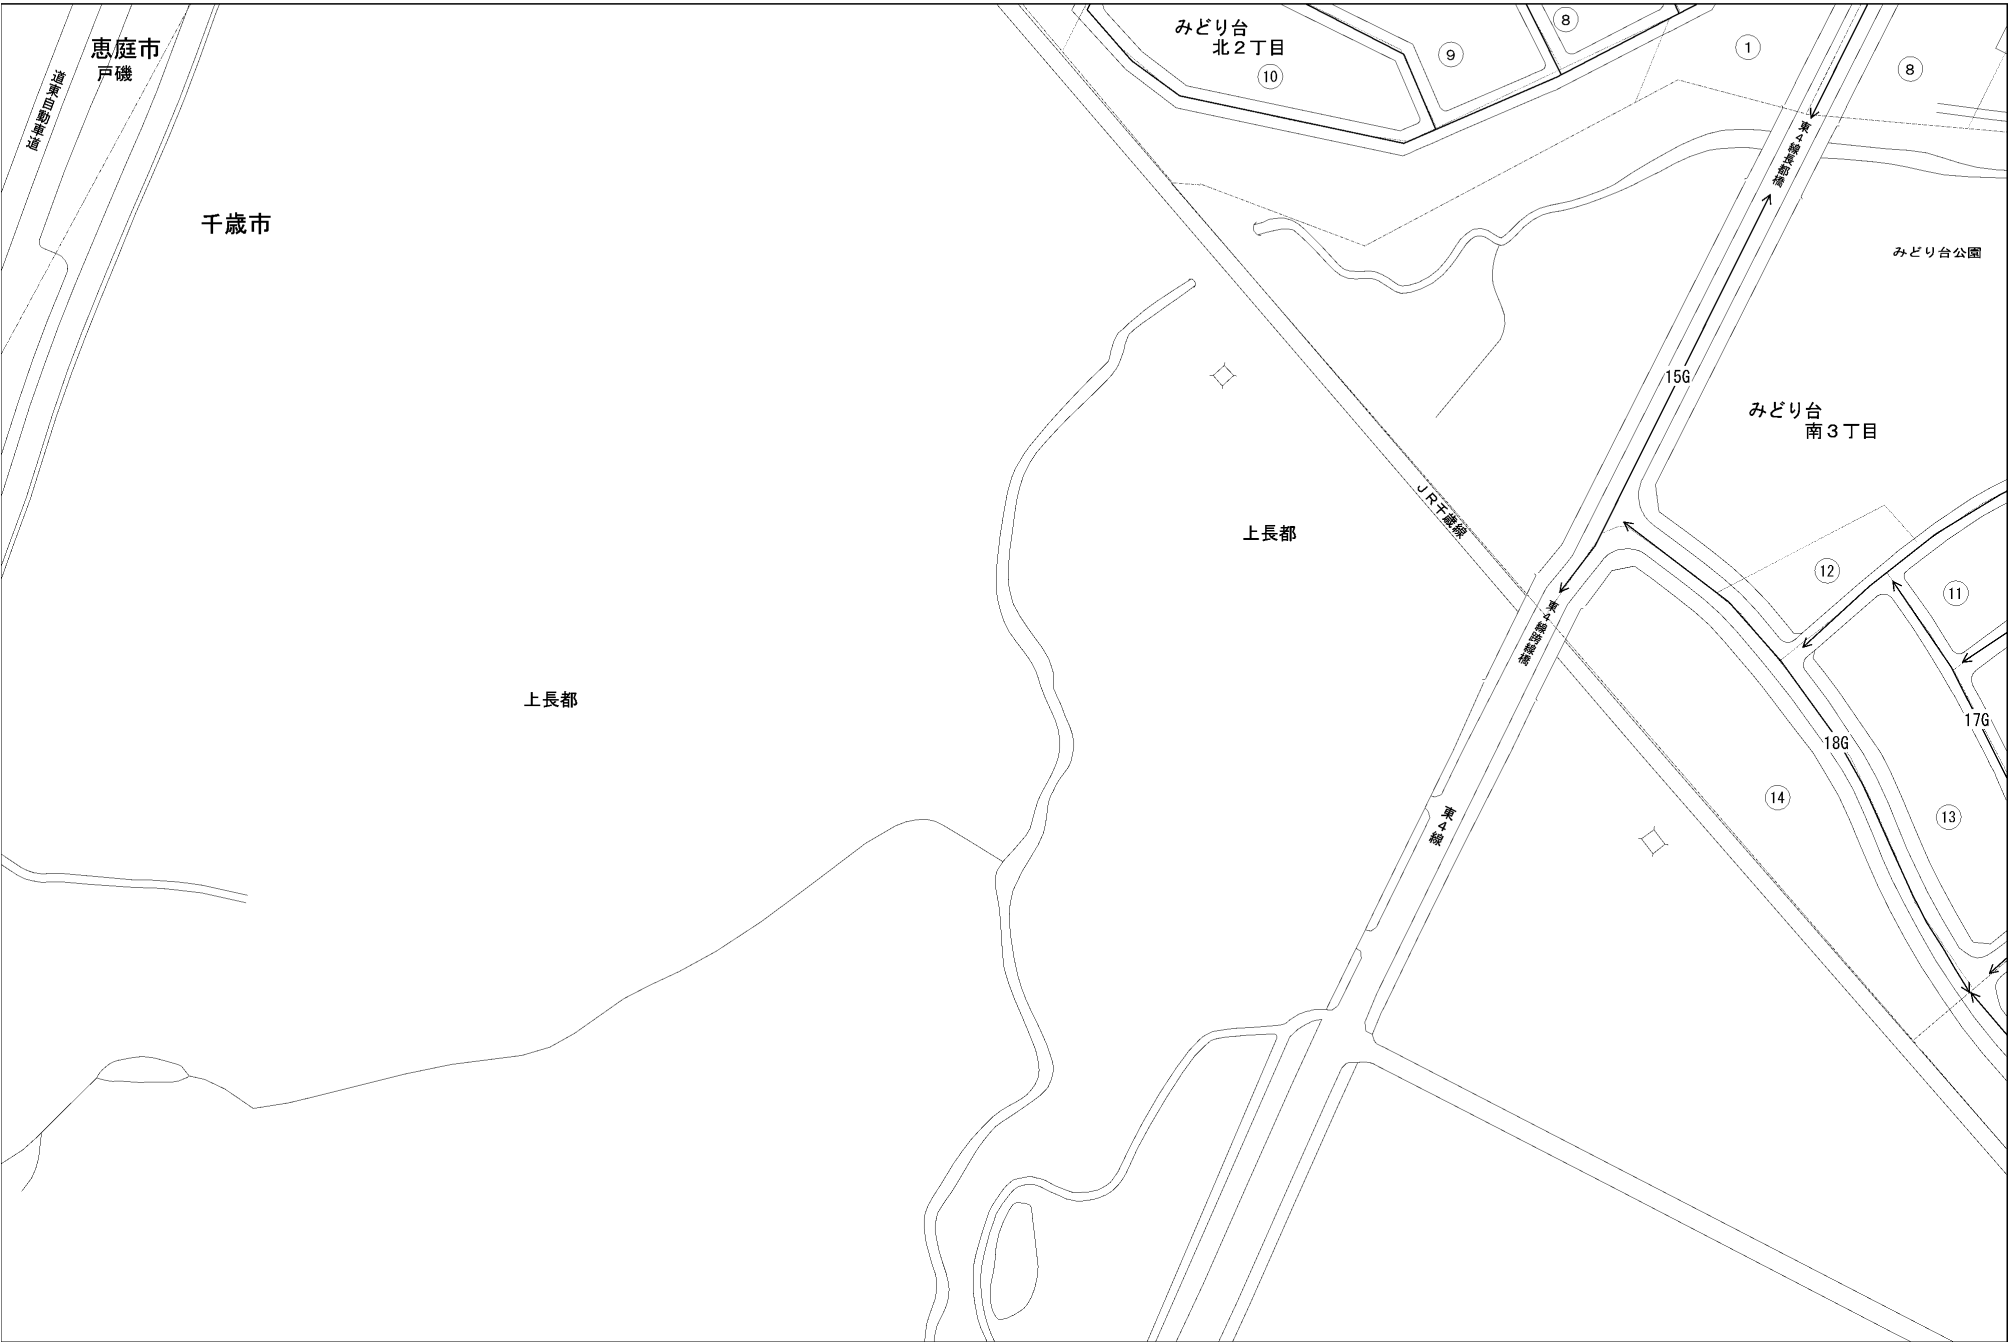 恵庭市
戸磯
道東自動車道
千歳市
みどり台
北２丁目
⑩
⑨
⑧
①
⑧
東４線長都橋
みどり台公園
15G
みどり台
南３丁目
ＪＲ千歳線
上長都
⑫
⑪
東４線跨線橋
上長都
17G
18G
⑭
⑬
東４線